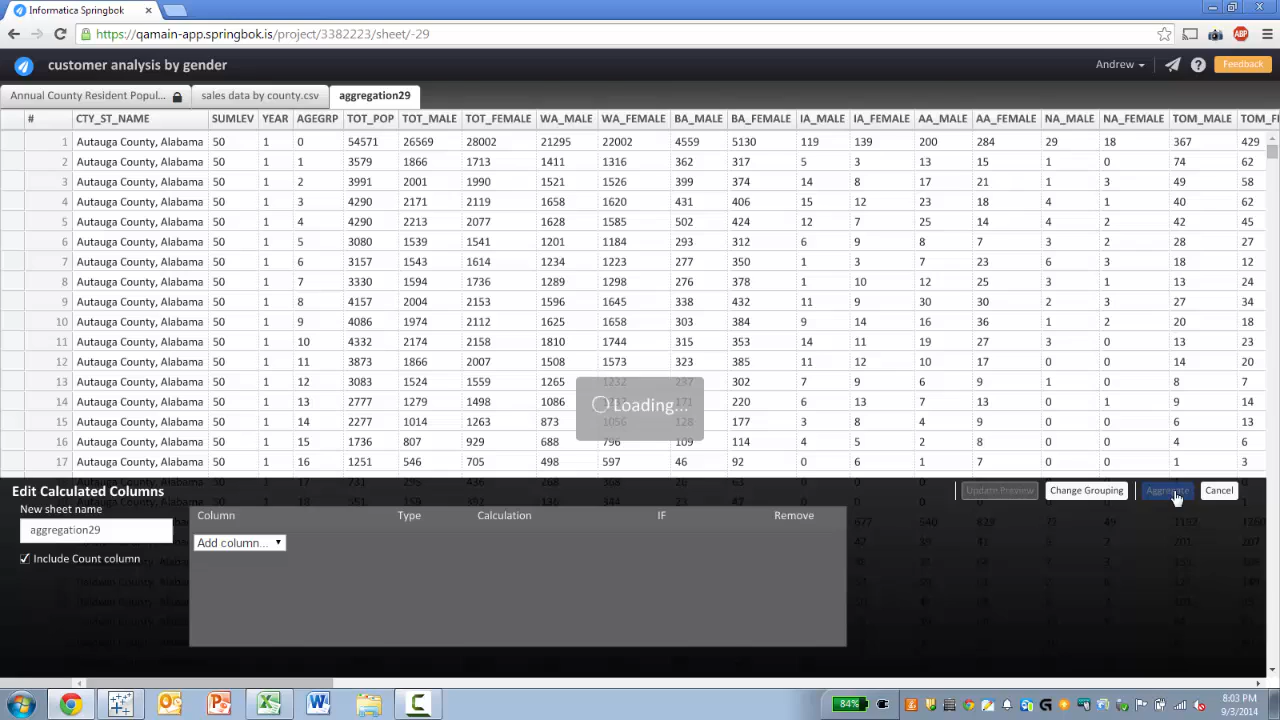 Informatica Springbok
https://qamain-app.springbok.is/project/3382223/sheet/-29
ABP
customer analysis by gender
Andrew
?
Feedback
Annual County Resident Popul...
sales data by county.csv
aggregation29
# CTY_ST_NAME SUMLEV YEAR AGEGRP TOT_POP TOT_MALE TOT_FEMALE WA_MALE WA_FEMALE BA_MALE BA_FEMALE IA_MALE IA_FEMALE AA_MALE AA_FEMALE NA_MALE NA_FEMALE TOM_MALE TOM_FE
1 Autauga County, Alabama 50 1 0 54571 26569 28002 21295 22002 4559 5130 119 139 200 284 29 18 367 429
2 Autauga County, Alabama 50 1 1 3579 1866 1713 1411 1316 362 317 5 3 13 15 1 0 74 62
3 Autauga County, Alabama 50 1 2 3991 2001 1990 1521 1526 399 374 14 8 17 21 1 3 49 58
4 Autauga County, Alabama 50 1 3 4290 2171 2119 1658 1620 431 406 15 12 23 18 4 1 40 62
5 Autauga County, Alabama 50 1 4 4290 2213 2077 1628 1585 502 424 12 7 25 14 4 2 42 45
6 Autauga County, Alabama 50 1 5 3080 1539 1541 1201 1184 293 312 6 9 8 7 3 2 28 27
7 Autauga County, Alabama 50 1 6 3157 1543 1614 1234 1223 277 350 1 3 7 23 6 3 18 12
8 Autauga County, Alabama 50 1 7 3330 1594 1736 1289 1298 276 378 1 10 12 25 3 1 13 24
9 Autauga County, Alabama 50 1 8 4157 2004 2153 1596 1645 338 432 11 9 30 30 2 3 27 34
10 Autauga County, Alabama 50 1 9 4086 1974 2112 1625 1658 303 384 9 14 16 36 1 2 20 18
11 Autauga County, Alabama 50 1 10 4332 2174 2158 1810 1744 315 353 14 11 19 27 3 0 13 23
12 Autauga County, Alabama 50 1 11 3873 1866 2007 1508 1573 323 385 11 12 10 17 0 0 14 20
13 Autauga County, Alabama 50 1 12 3083 1524 1559 1265 1232 237 302 7 9 6 9 1 0 8 7
14 Autauga County, Alabama 50 1 13 2777 1279 1498 1086 171 220 6 13 7 13 0 1 9 14
15 Autauga County, Alabama 50 1 14 2277 1014 1263 873 1056 128 177 3 8 4 9 0 0 6 13
16 Autauga County, Alabama 50 1 15 1736 807 929 688 796 109 114 4 5 2 8 0 0 4 6
17 Autauga County, Alabama 50 1 16 1251 546 705 498 597 46 92 0 6 1 7 0 0 1 3
Loading...
Edit Calculated Columns
Update Preview
Change Grouping
Aggregate
Cancel
New sheet name
aggregation29
Include Count column
Column Type Calculation IF Remove
Add column...
84%
8:03 PM
9/3/2014